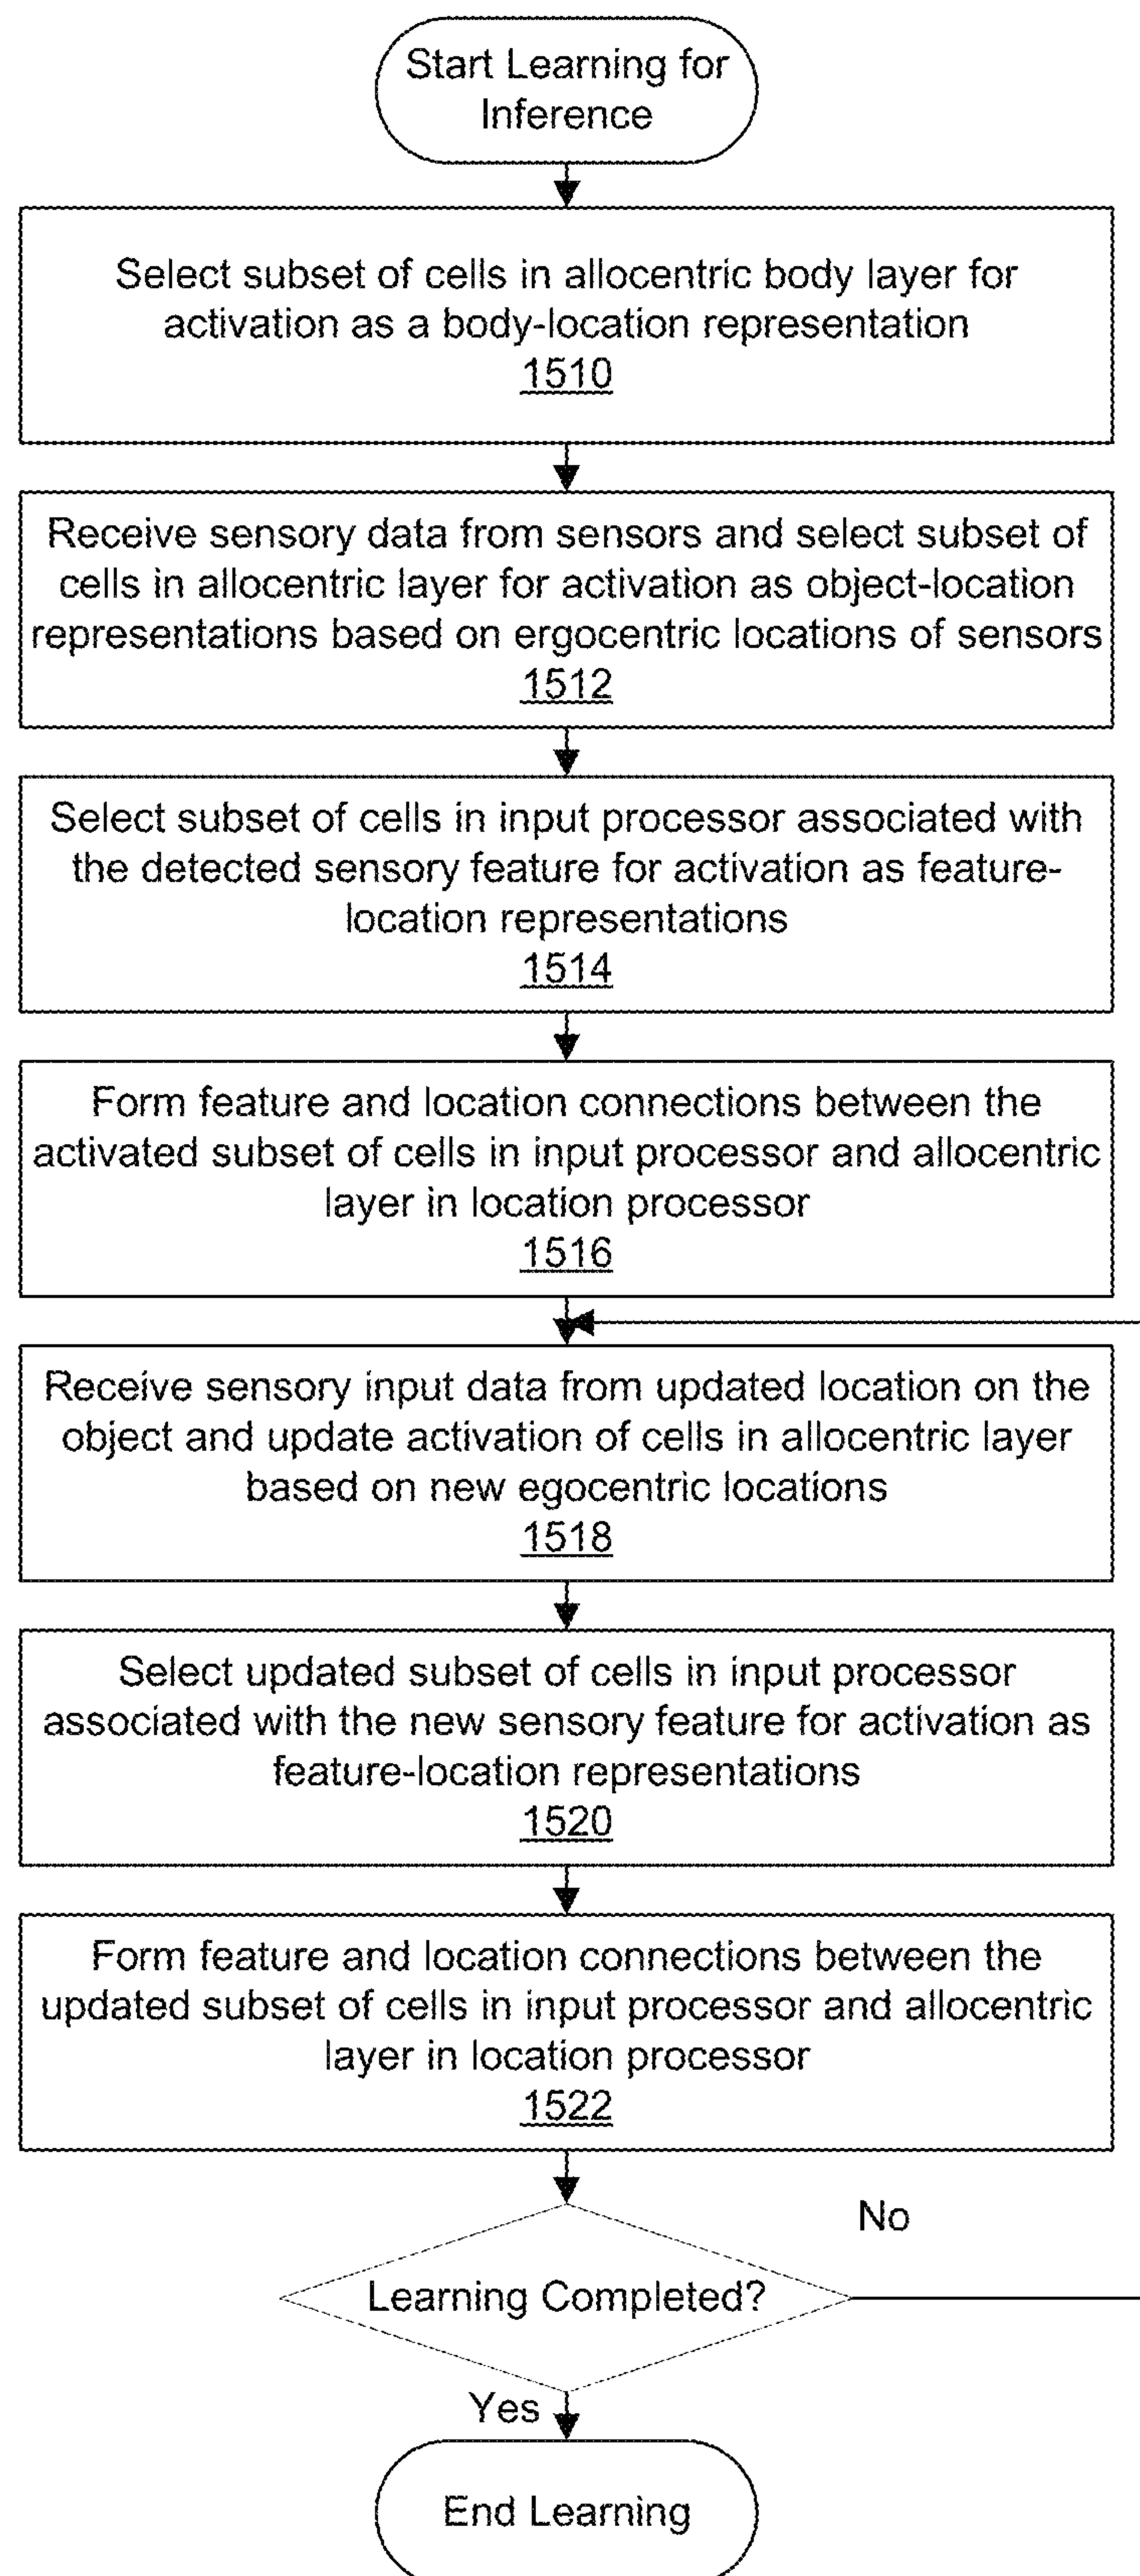 Start Learning for
Inference
Select subset of cells in allocentric body layer for
activation as a body-location representation
1510
Receive sensory data from sensors and select subset of
cells in allocentric layer for activation as object-location
representations based on ergocentric locations of sensors
1512
Select subset of cells in input processor associated with
the detected sensory feature for activation as feature-
location representations
1514
Form feature and location connections between the
activated subset of cells in input processor and allocentric
layer in location processor
1516
Receive sensory input data from updated location on the
object and update activation of cells in allocentric layer
based on new egocentric locations
1518
Select updated subset of cells in input processor
associated with the new sensory feature for activation as
feature-location representations
1520
Form feature and location connections between the
updated subset of cells in input processor and allocentric
layer in location processor
1522
No
Learning Completed?
Yes
End Learning